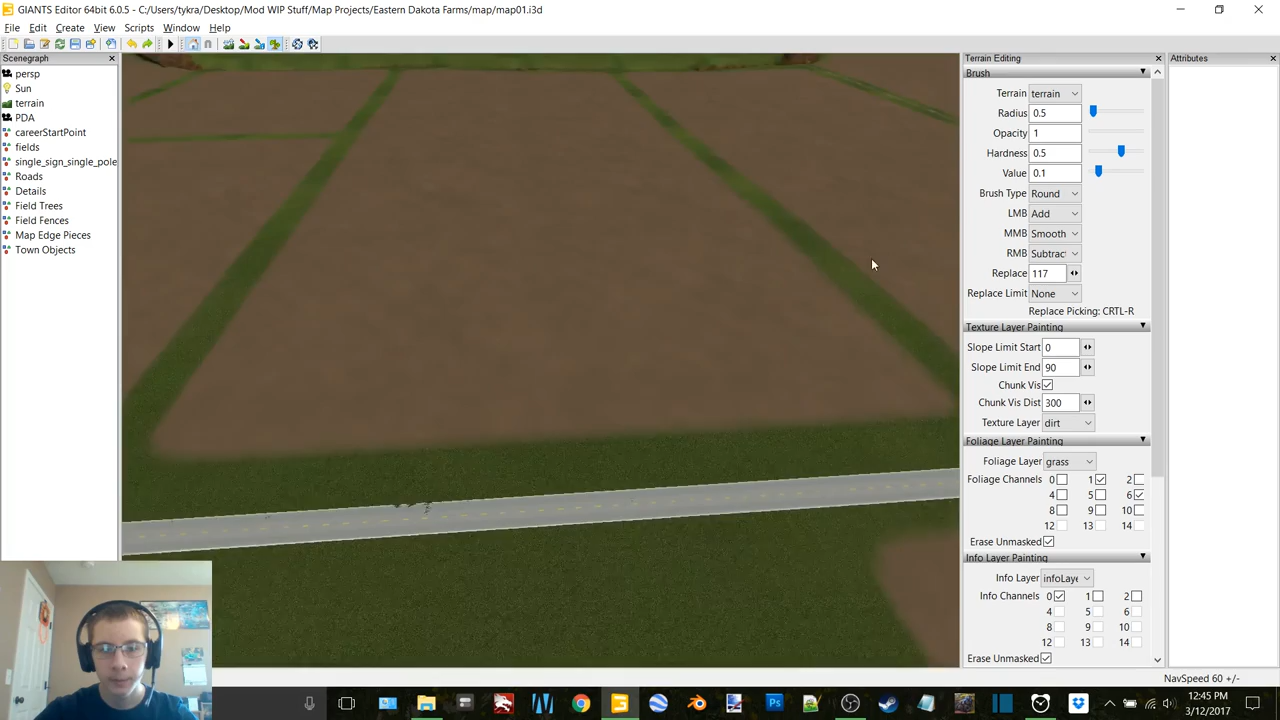 GIANTS Editor 64bit 6.0.5 - C:/Users/tykra/Desktop/Mod WIP Stuff/Map Projects/Eastern Dakota Farms/map/map01.i3d
File Edit Create View Scripts Window Help
Scenegraph
persp
Sun
terrain
PDA
careerStartPoint
fields
single_sign_single_pole
Roads
Details
Field Trees
Field Fences
Map Edge Pieces
Town Objects
Terrain Editing
Brush
Terrain terrain
Radius 0.5
Opacity 1
Hardness 0.5
Value 0.1
Brush Type Round
LMB Add
MMB Smooth
RMB Subtrac
Replace 117
Replace Limit None
Replace Picking: CRTL-R
Texture Layer Painting
Slope Limit Start 0
Slope Limit End 90
Chunk Vis
Chunk Vis Dist 300
Texture Layer dirt
Foliage Layer Painting
Foliage Layer grass
Foliage Channels 0 1 2
4 5 6
8 9 10
12 13 14
Erase Unmasked
Info Layer Painting
Info Layer infoLaye
Info Channels 0 1 2
4 5 6
8 9 10
12 13 14
Erase Unmasked
Attributes
NavSpeed 60 +/-
12:45 PM
3/12/2017